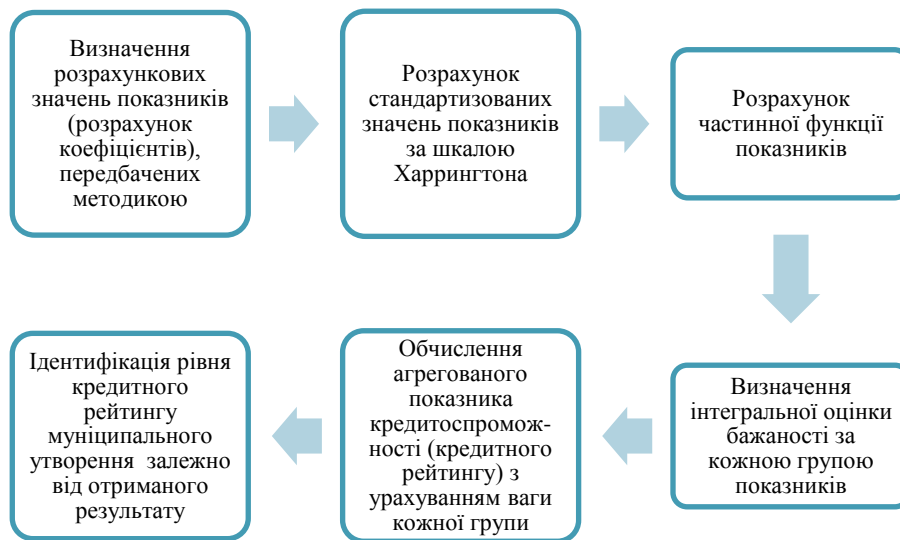 Визначення
розрахункових
значень показників
(розрахунок
коефіцієнтів),
передбачених
методикою
Розрахунок
стандартизованих
значень показників
за шкалою
Харрингтона
Розрахунок
частинної функції
показників
Визначення
інтегральної оцінки
бажаності за
кожною групою
показників
Обчислення
агрегованого
показника
кредитоспромож-
ності (кредитного
рейтингу) з
урахуванням ваги
кожної групи
Ідентифікація рівня
кредитного
рейтингу
муніципального
утворення залежно
від отриманого
результату